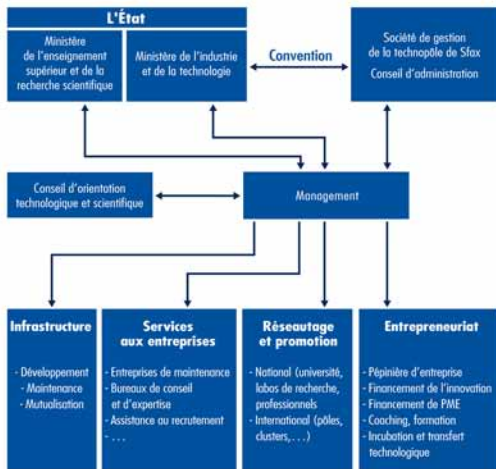 L'État
Ministère
de l'enseignement
supérieur et de la
recherche scientifique
Ministère de l'industrie
et de la technologie
Convention
Société de gestion
de la technopôle de Sfax
Conseil d'administration
Conseil d'orientation
technologique et scientifique
Management
Infrastructure
- Développement
- Maintenance
- Mutualisation
Services
aux entreprises
- Entreprises de maintenance
- Bureaux de conseil
et d'expertise
- Assistance au recrutement
- ...
Réseautage
et promotion
- National (université,
labos de recherche,
professionnels
- International (pôles,
clusters,...)
Entrepreneuriat
- Pépinière d'entreprise
- Financement de l'innovation
- Financement de PME
- Coaching, formation
- Incubation et transfert
technologique